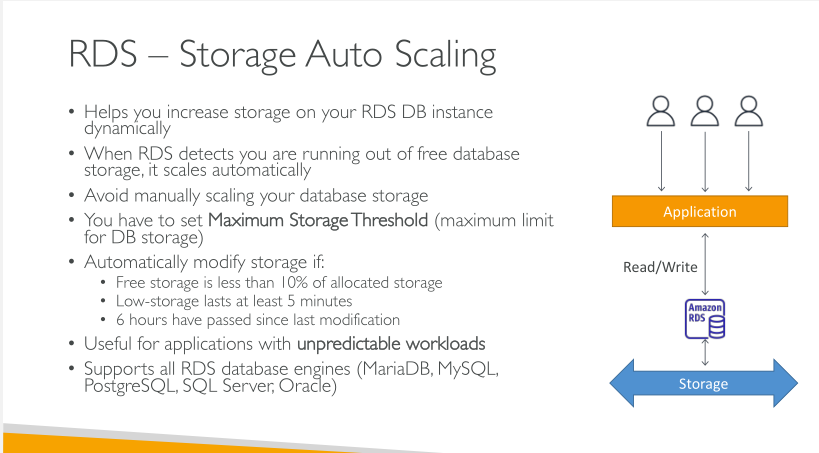 RDS – Storage Auto Scaling
• Helps you increase storage on your RDS DB instance
dynamically
• When RDS detects you are running out of free database
storage, it scales automatically
• Avoid manually scaling your database storage
• You have to set Maximum Storage Threshold (maximum limit
for DB storage)
• Automatically modify storage if:
• Free storage is less than 10% of allocated storage
• Low-storage lasts at least 5 minutes
• 6 hours have passed since last modification
• Useful for applications with unpredictable workloads
• Supports all RDS database engines (MariaDB, MySQL,
PostgreSQL, SQL Server, Oracle)
Application
Read/Write
Amazon
RDS
Storage